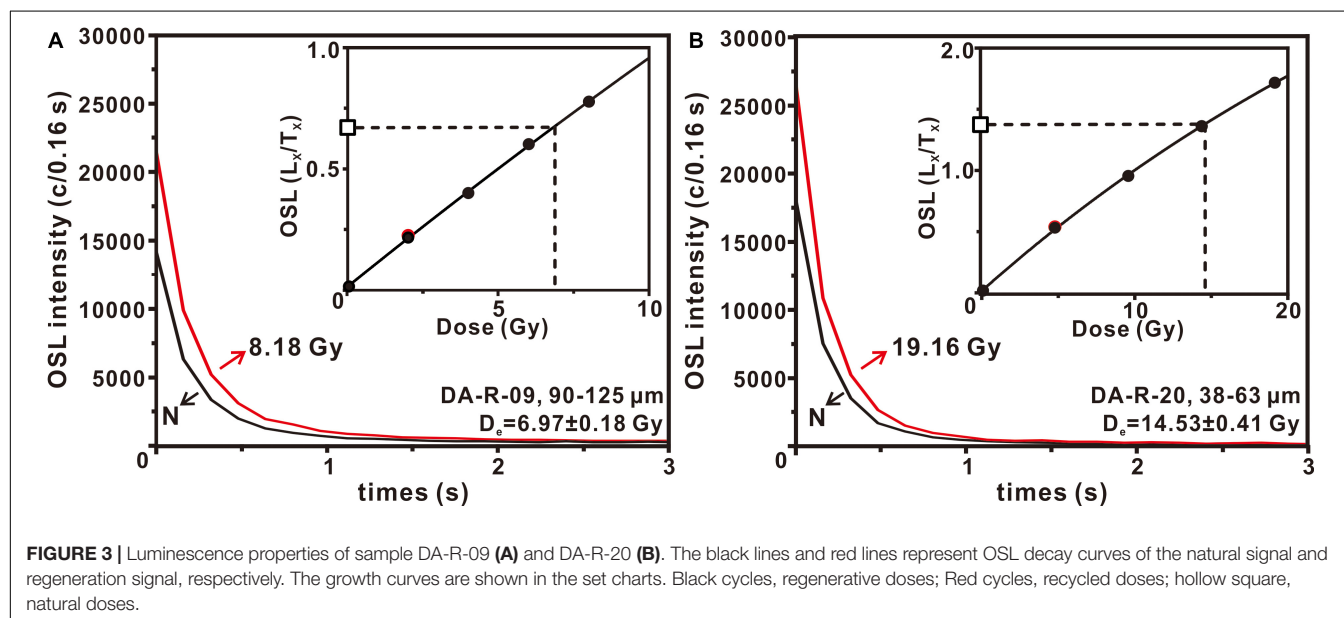 A
30000
25000
20000
15000
10000
5000
0
OSL intensity (c/0.16 s)
0 1 2 3
times (s)
1.0
0.5
0
OSL (Lx/Tx)
5 10
Dose (Gy)
8.18 Gy
N
DA-R-09, 90-125 µm
De=6.97±0.18 Gy
B
30000
25000
20000
15000
10000
5000
0
OSL intensity (c/0.16 s)
0 1 2 3
times (s)
2.0
1.0
0
OSL (Lx/Tx)
10 20
Dose (Gy)
19.16 Gy
N
DA-R-20, 38-63 µm
De=14.53±0.41 Gy
FIGURE 3 | Luminescence properties of sample DA-R-09 (A) and DA-R-20 (B). The black lines and red lines represent OSL decay curves of the natural signal and
regeneration signal, respectively. The growth curves are shown in the set charts. Black cycles, regenerative doses; Red cycles, recycled doses; hollow square,
natural doses.